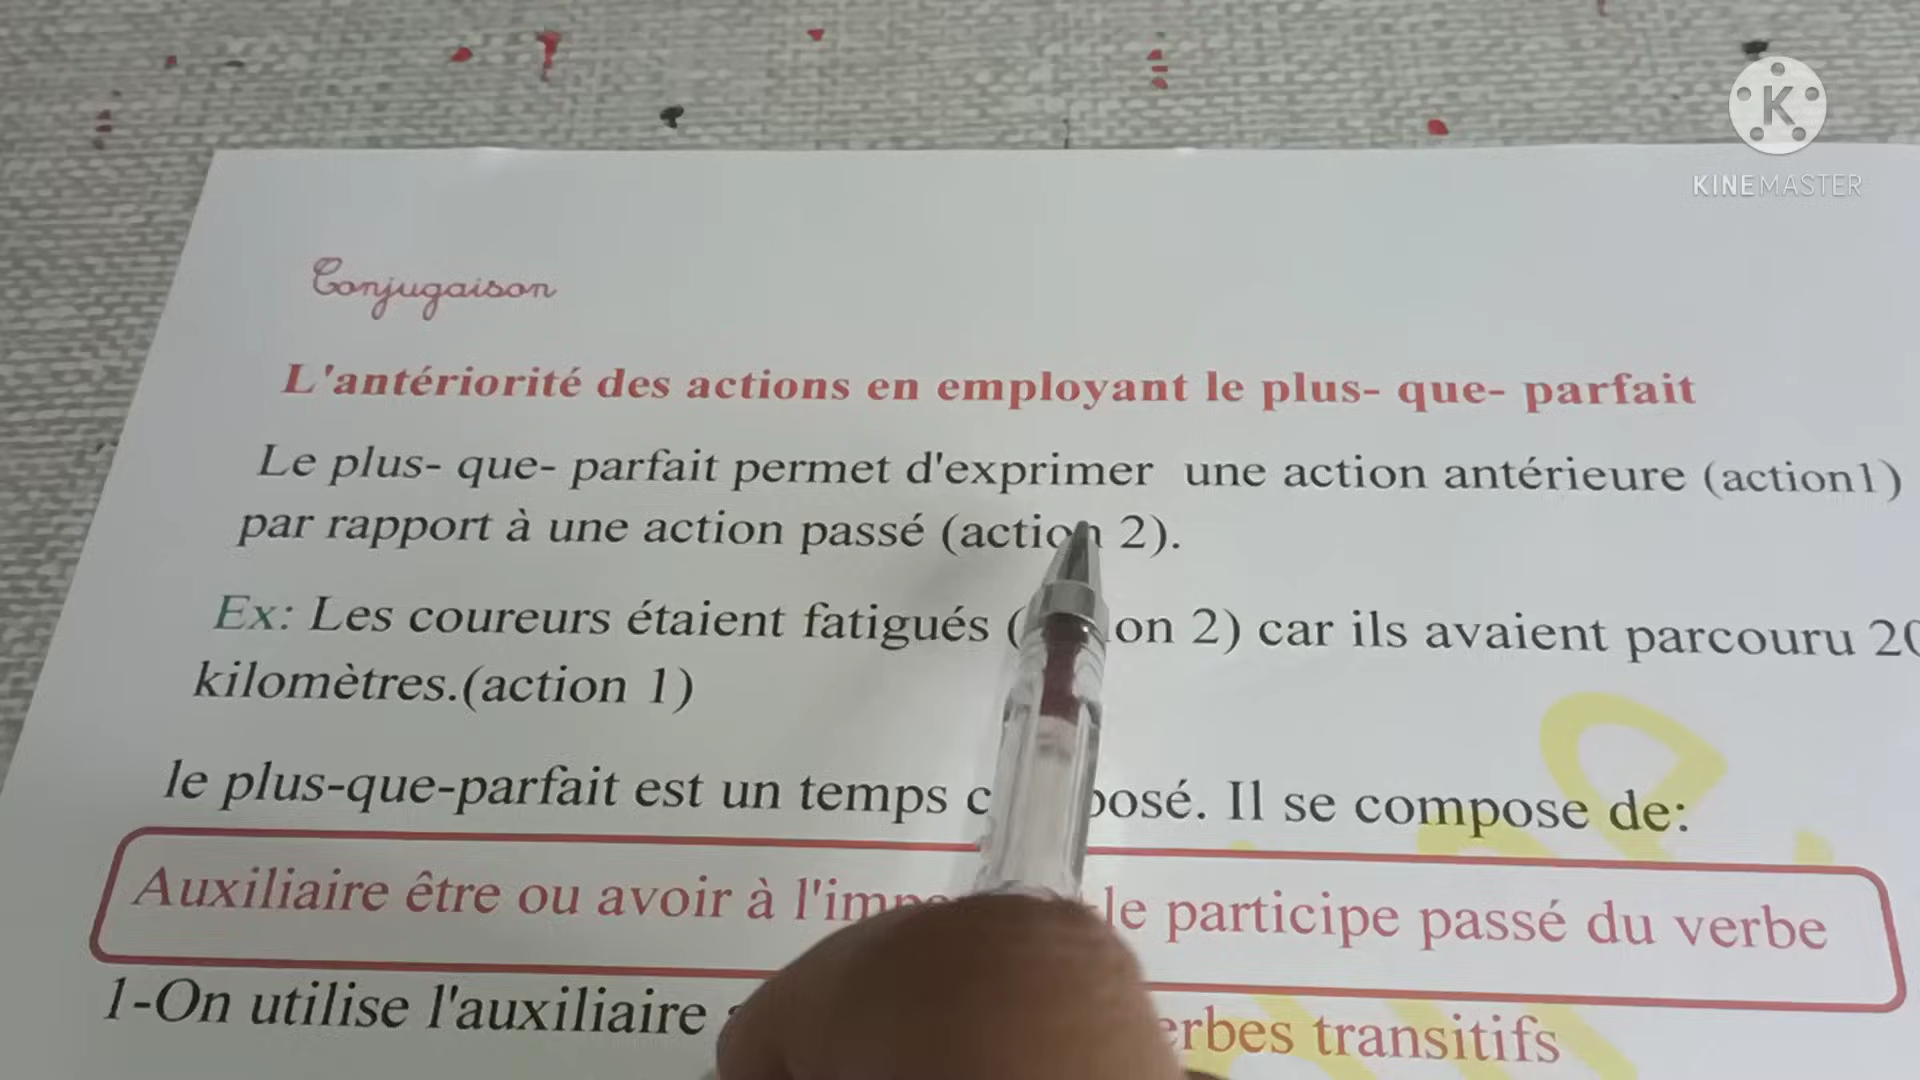 KINEMASTER
Conjugaison
L'antériorité des actions en employant le plus- que- parfait
Le plus- que- parfait permet d'exprimer une action antérieure (action1)
par rapport à une action passé (action 2).
Ex: Les coureurs étaient fatigués ( on 2) car ils avaient parcouru
kilomètres.(action 1)
le plus-que-parfait est un temps posé. Il se compose de:
Auxiliaire être ou avoir à le participe passé du verbe
1-On utilise l'auxiliaire transitifs